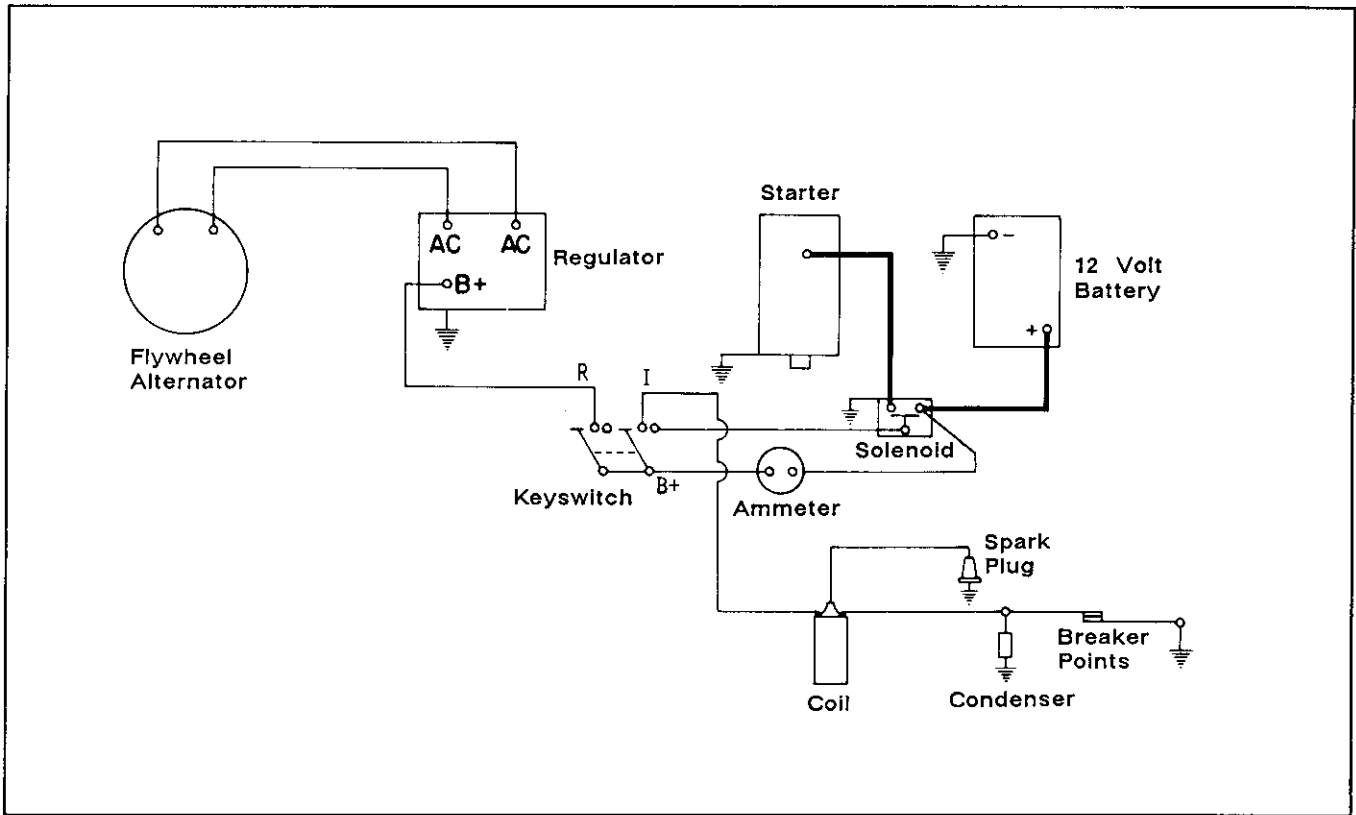 Starter
AC AC
Regulator
B+
-
12 Volt
Battery
+
Flywheel
Alternator
R I
Solenoid
B+
Keyswitch
Ammeter
Spark
Plug
Breaker
Points
Coil
Condenser